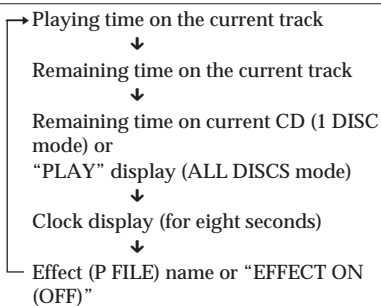 Playing time on the current track
Remaining time on the current track
Remaining time on current CD (1 DISC
mode) or
“PLAY” display (ALL DISCS mode)
Clock display (for eight seconds)
Effect (P FILE) name or “EFFECT ON
(OFF)”